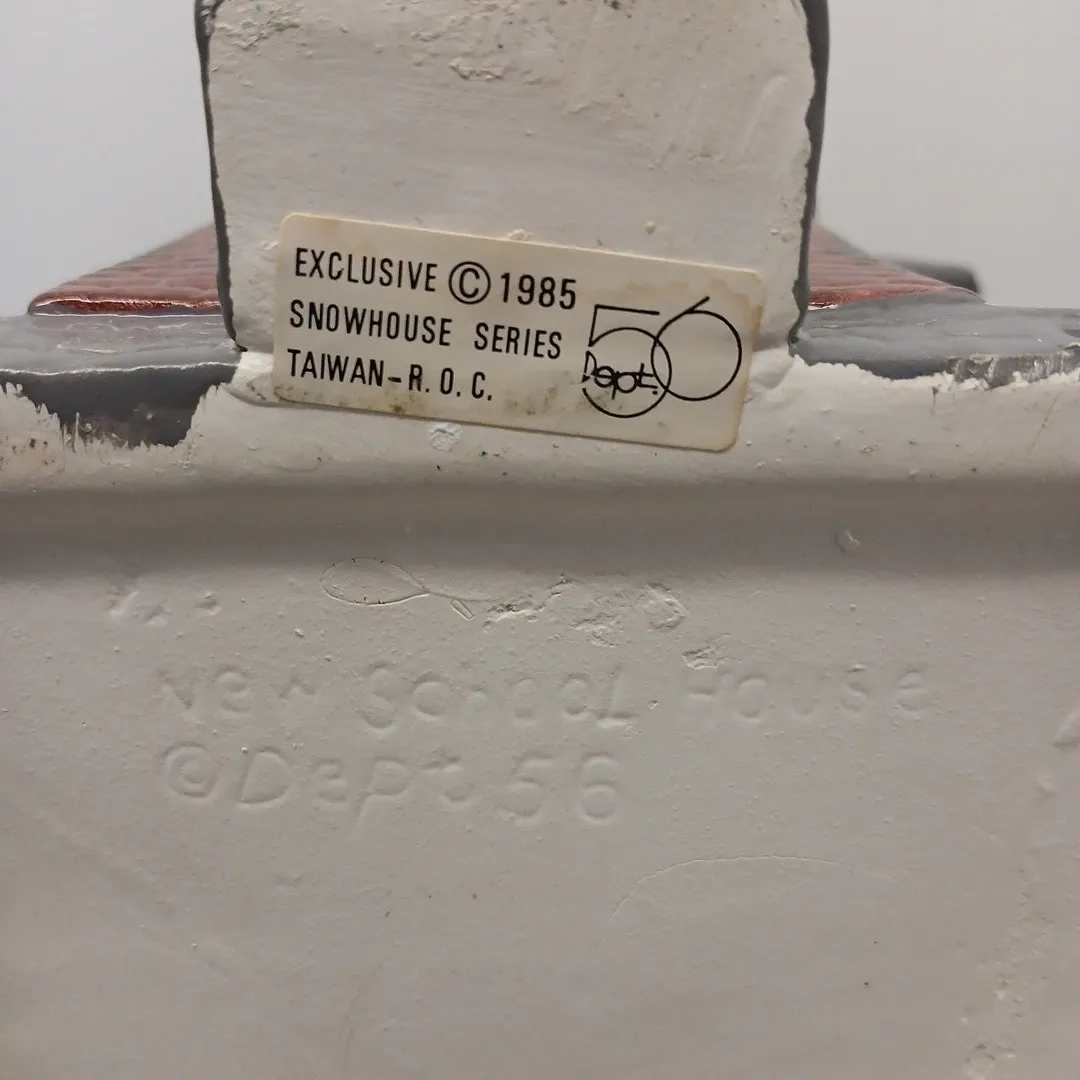 EXCLUSIVE © 1985
SNOWHOUSE SERIES
TAIWAN-R.O.C.
56
Dept.
New School House
©Dept 56